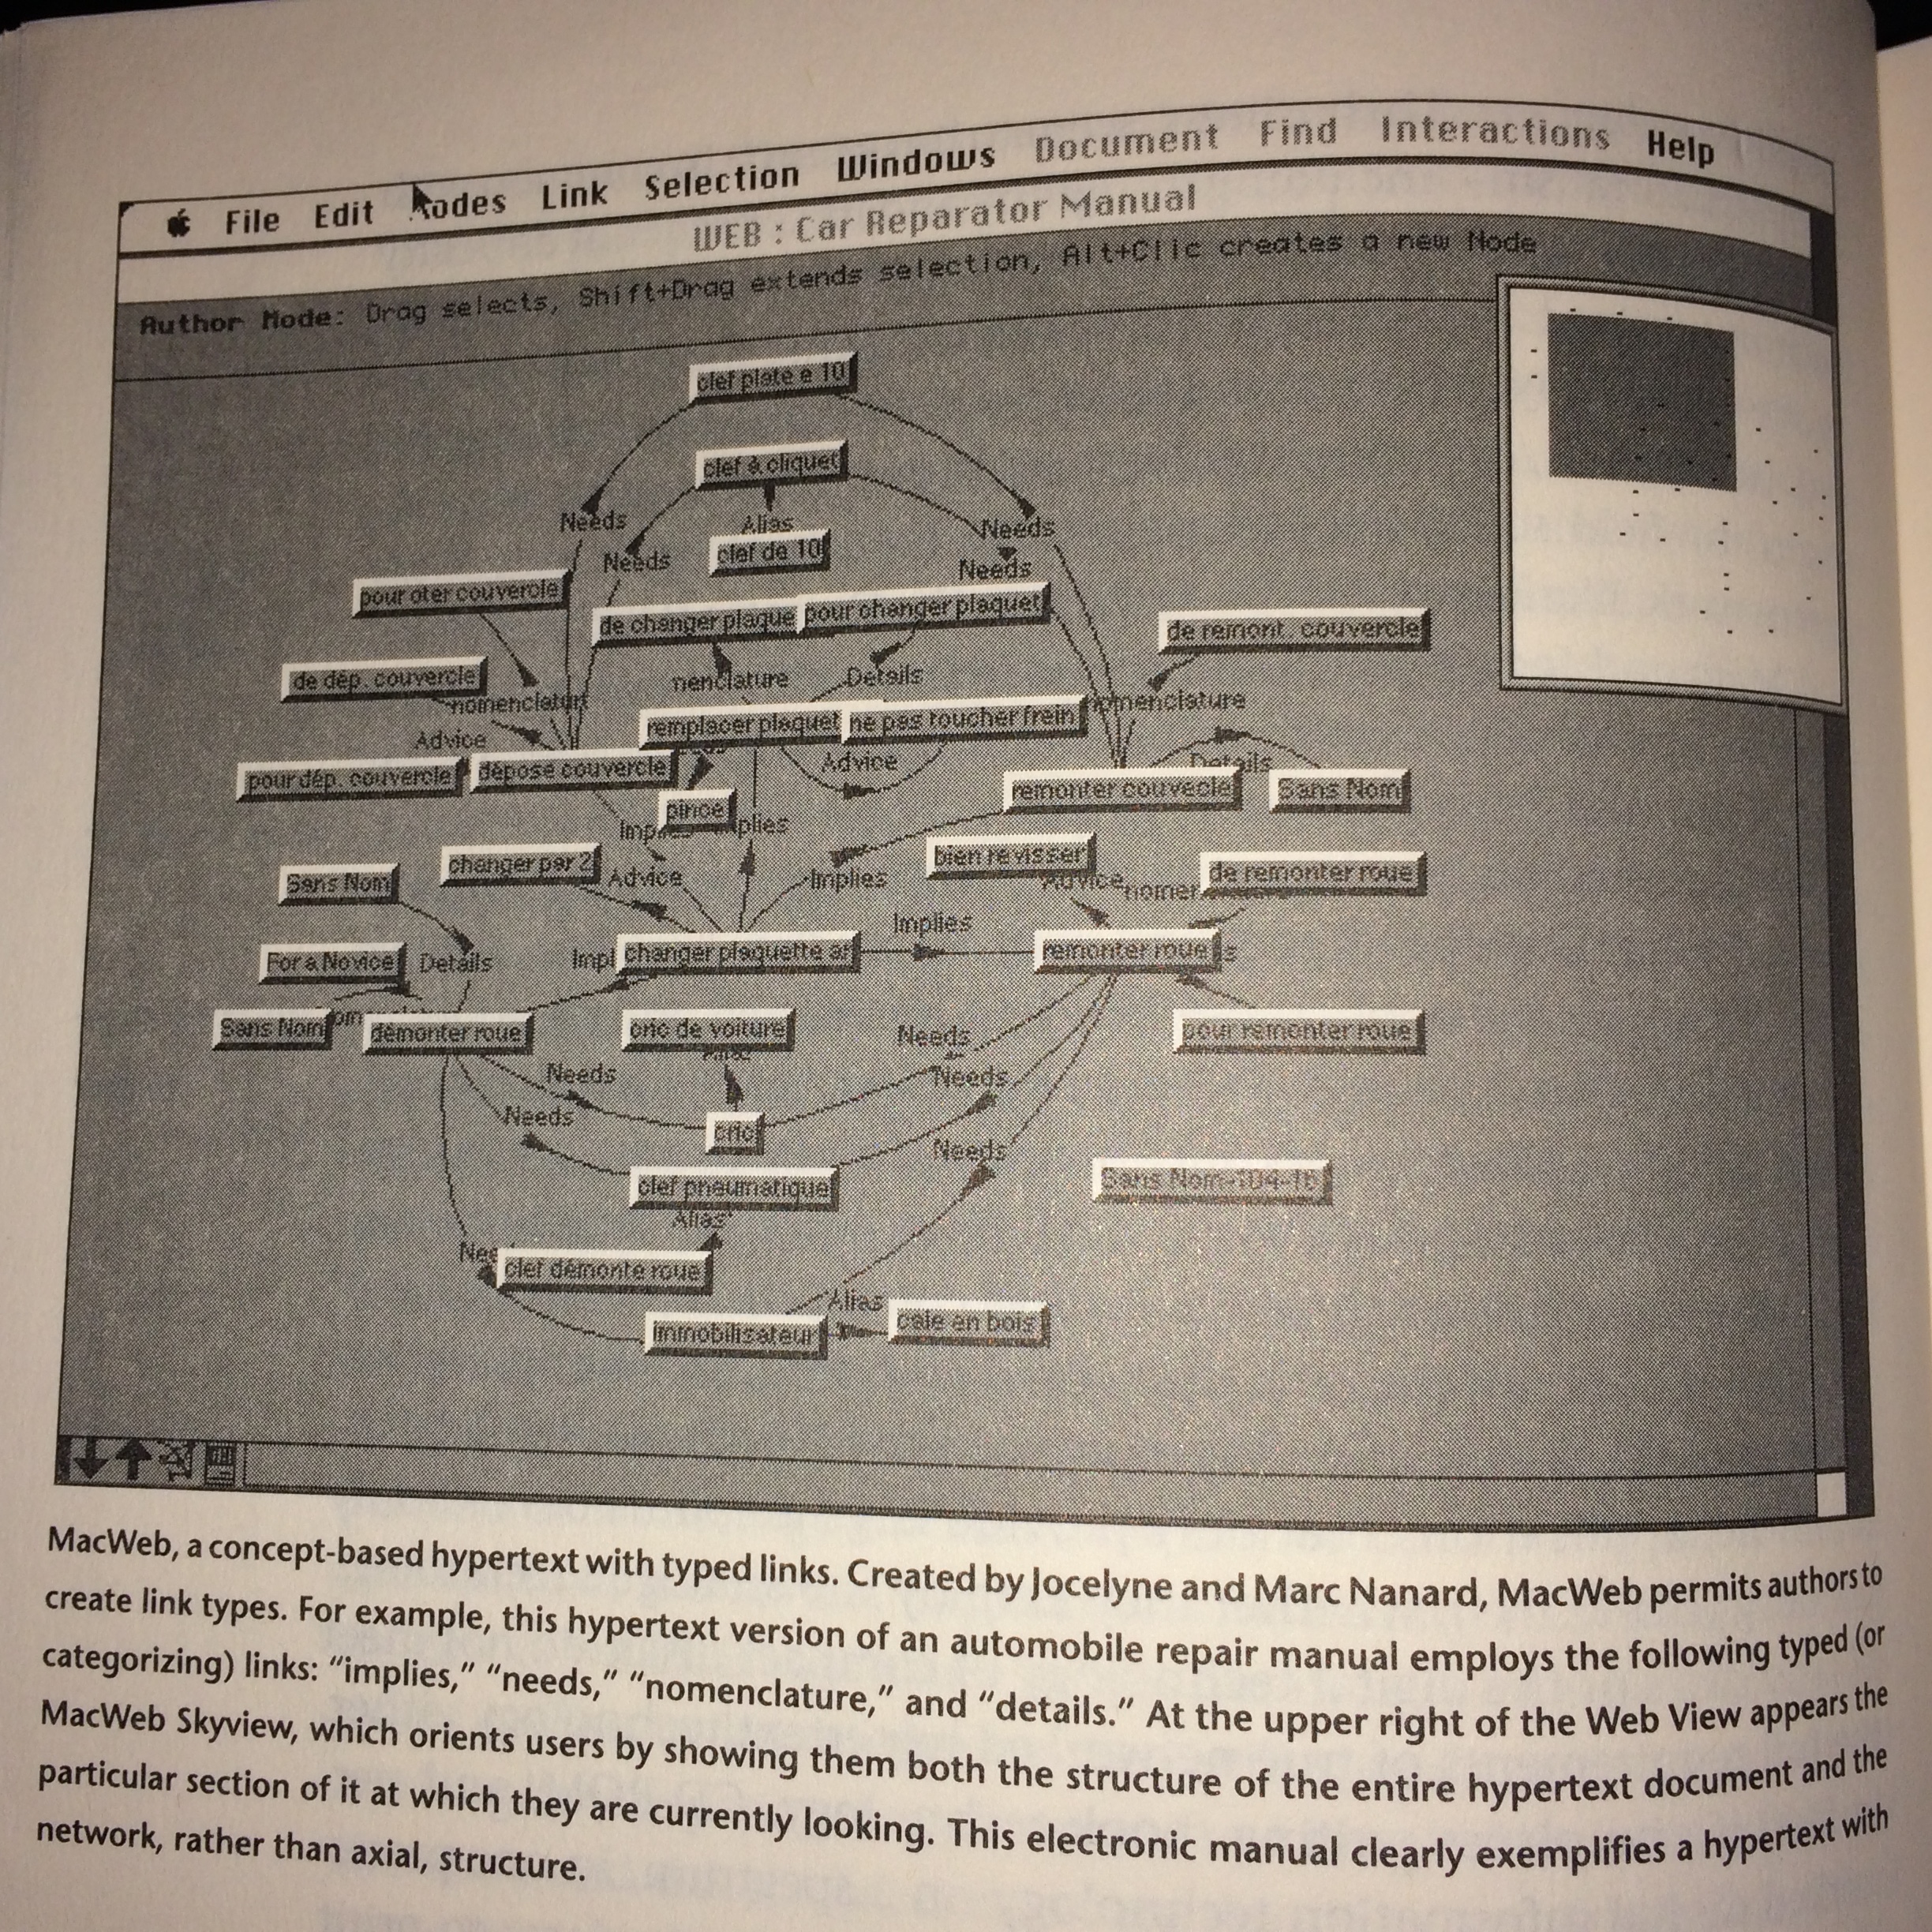 File Edit Nodes Link Selection Windows Document Find Interactions Help
WEB : Car Reparator Manual
Author Mode: Drag selects, Shift+Drag extends selection, Alt+Clic creates a new Node
clef plate e 10
clef à cliquet
Needs
Needs
Alias
clef de 10
Needs
Needs
pour oter couvercle
de changer plaque
pour changer plaquet
de remont. couvercle
de dép. couvercle
nomenclatur
nenclature
Details
omenclature
Advice
remplacer plaquet
ne pas toucher frein
pour dép. couvercle
dépose couvercle
Advice
remonter couvercle
Details
Sans Nom
Imp
plies
changer par 2
Advice
Implies
bien revisser
Advice
nomen
de remonter roue
Sans Nom
For a Novice
Details
Impl
changer plaquette av
Implies
remonter roue
Sans Nom
démonter roue
cric de voiture
Needs
pour remonter roue
Needs
Needs
cric
Needs
clef pneumatique
Needs
Sans Nom-104-1b
Nee
clef démonte roue
Alias
immobilisateur
Alias
cale en bois
MacWeb, a concept-based hypertext with typed links. Created by Jocelyne and Marc Nanard, MacWeb permits authors to
create link types. For example, this hypertext version of an automobile repair manual employs the following typed (or
categorizing) links: “implies,” “needs,” “nomenclature,” and “details.” At the upper right of the Web View appears the
MacWeb Skyview, which orients users by showing them both the structure of the entire hypertext document and the
particular section of it at which they are currently looking. This electronic manual clearly exemplifies a hypertext with
network, rather than axial, structure.